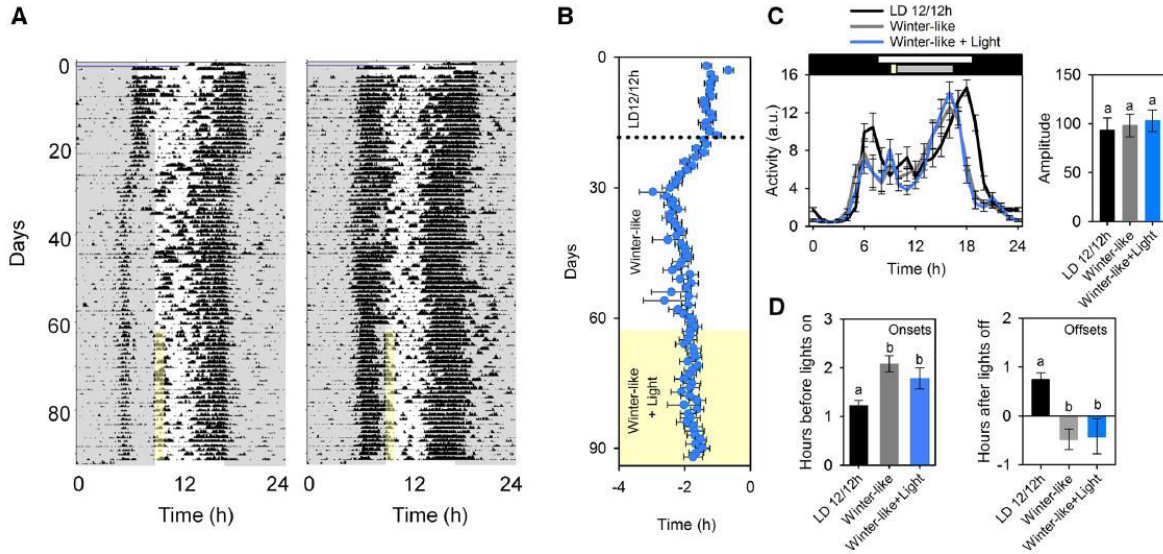 A
0
20
40
60
80
Days
0
12
24
Time (h)
0
12
24
Time (h)
B
0
30
60
90
Days
LD12/12h
Winter-like
Winter-like
+ Light
-4
-2
0
Time (h)
C
LD 12/12h
Winter-like
Winter-like + Light
16
12
8
4
0
Activity (a.u.)
0
6
12
18
24
Time (h)
150
100
50
0
Amplitude
a
a
a
LD 12/12h
Winter-like
Winter-like+Light
D
Onsets
3
2
1
0
Hours before lights on
a
b
b
LD 12/12h
Winter-like
Winter-like+Light
Offsets
2
1
0
-1
Hours after lights off
a
b
b
LD 12/12h
Winter-like
Winter-like+Light